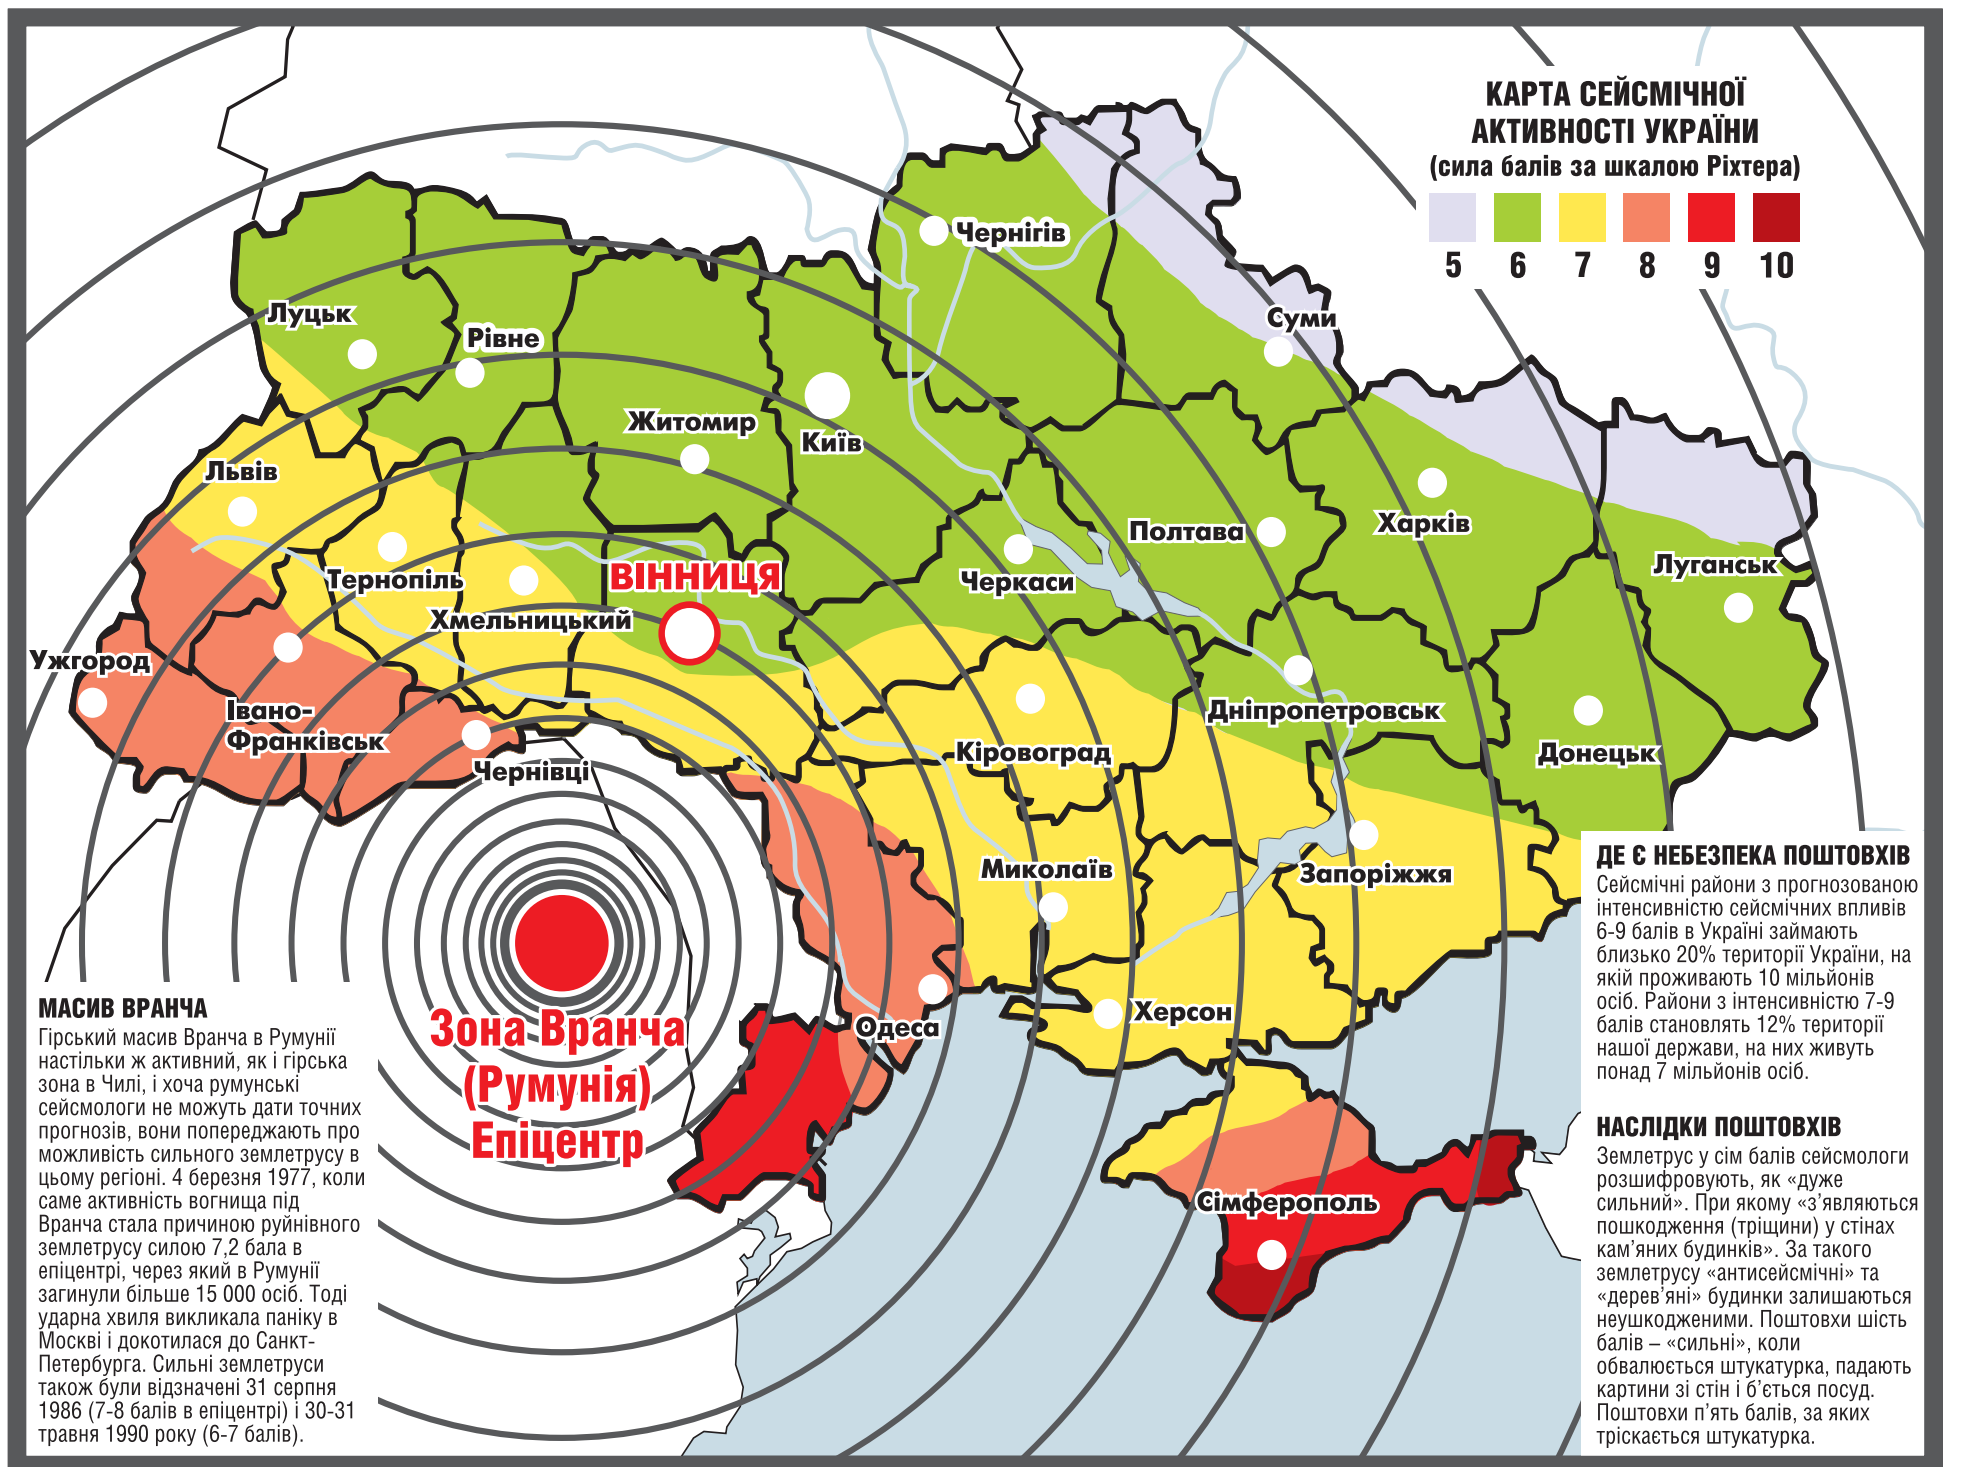 КАРТА СЕЙСМІЧНОЇ
АКТИВНОСТІ УКРАЇНИ
(сила балів за шкалою Ріхтера)
5 6 7 8 9 10
Чернігів
Суми
Луцьк
Рівне
Житомир
Київ
Львів
Полтава
Харків
Луганськ
Тернопіль
ВІННИЦЯ
Черкаси
Хмельницький
Ужгород
Івано-
Франківськ
Дніпропетровськ
Кіровоград
Донецьк
Чернівці
Миколаїв
Запоріжжя
Херсон
Одеса
Сімферополь
Зона Вранча
(Румунія)
Епіцентр
МАСИВ ВРАНЧА
Гірський масив Вранча в Румунії
настільки ж активний, як і гірська
зона в Чилі, і хоча румунські
сейсмологи не можуть дати точних
прогнозів, вони попереджають про
можливість сильного землетрусу в
цьому регіоні. 4 березня 1977, коли
саме активність вогнища під
Вранча стала причиною руйнівного
землетрусу силою 7,2 бала в
епіцентрі, через який в Румунії
загинули більше 15 000 осіб. Тоді
ударна хвиля викликала паніку в
Москві і докотилася до Санкт-
Петербурга. Сильні землетруси
також були відзначені 31 серпня
1986 (7-8 балів в епіцентрі) і 30-31
травня 1990 року (6-7 балів).
ДЕ Є НЕБЕЗПЕКА ПОШТОВХІВ
Сейсмічні райони з прогнозованою
інтенсивністю сейсмічних впливів
6-9 балів в Україні займають
близько 20% території України, на
якій проживають 10 мільйонів
осіб. Райони з інтенсивністю 7-9
балів становлять 12% території
нашої держави, на них живуть
понад 7 мільйонів осіб.
НАСЛІДКИ ПОШТОВХІВ
Землетрус у сім балів сейсмологи
розшифровують, як «дуже
сильний». При якому «з’являються
пошкодження (тріщини) у стінах
кам’яних будинків». За такого
землетрусу «антисейсмічні» та
«дерев’яні» будинки залишаються
неушкодженими. Поштовхи шість
балів – «сильні», коли
обвалюється штукатурка, падають
картини зі стін і б’ється посуд.
Поштовхи п’ять балів, за яких
тріскається штукатурка.